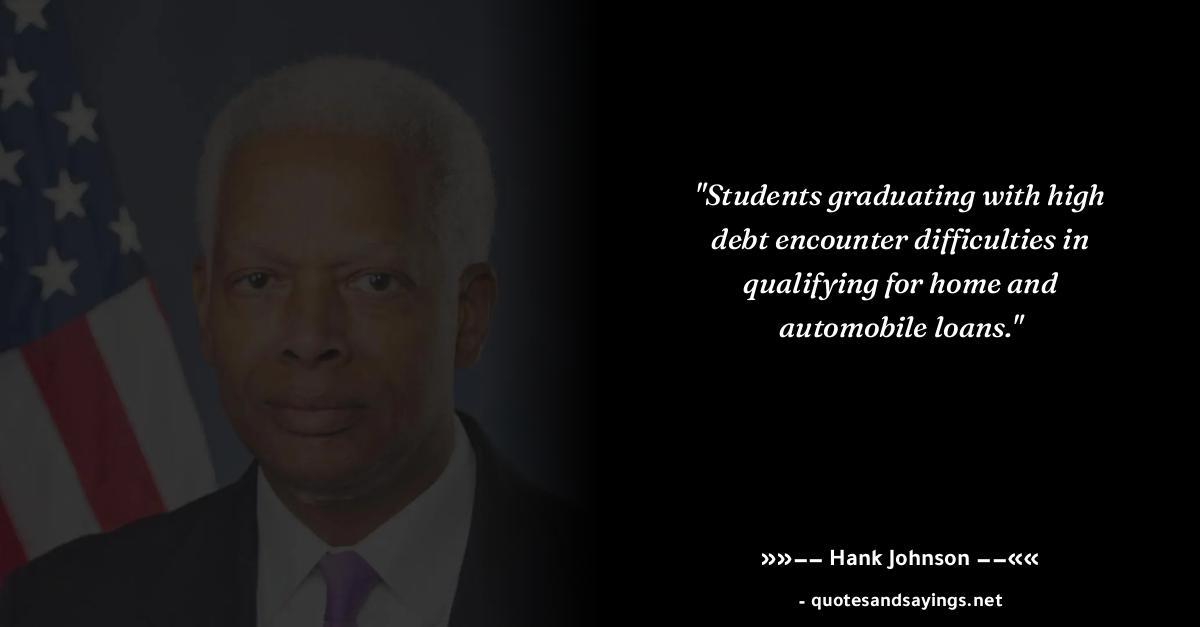 "Students graduating with high
debt encounter difficulties in
qualifying for home and
automobile loans."
»»−− Hank Johnson −−««
- quotesandsayings.net